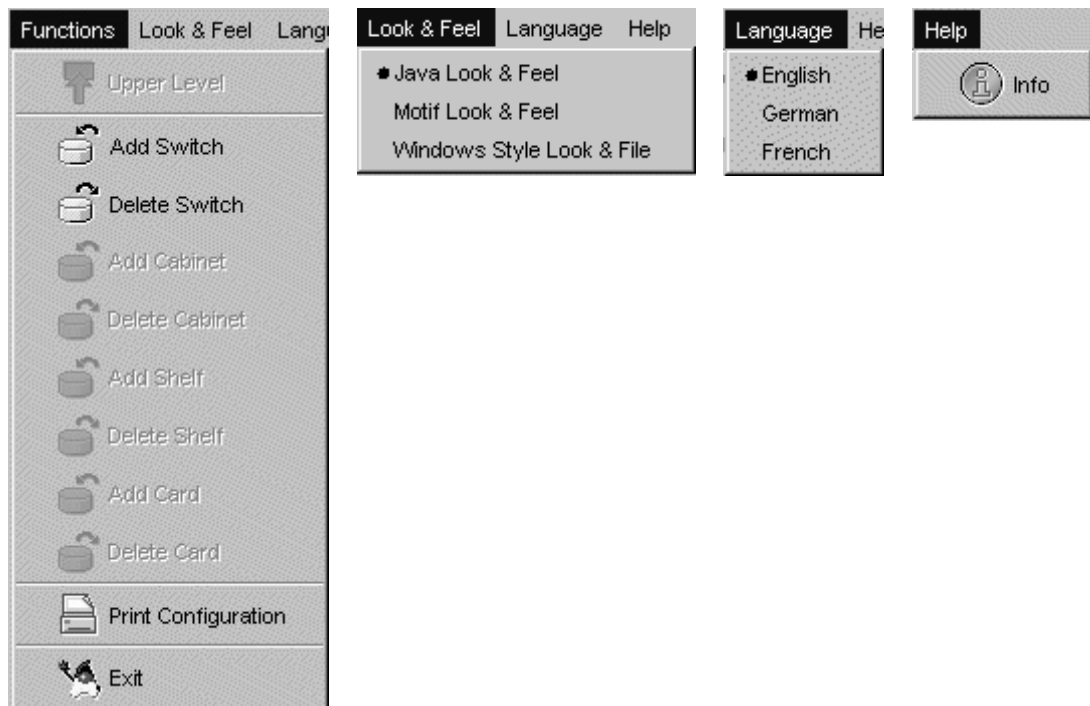 Functions Look & Feel Lang
Upper Level
Add Switch
Delete Switch
Add Cabinet
Delete Cabinet
Add Shelf
Delete Shelf
Add Card
Delete Card
Print Configuration
Exit
Look & Feel Language Help
Java Look & Feel
Motif Look & Feel
Windows Style Look & File
Language He
English
German
French
Help
Info